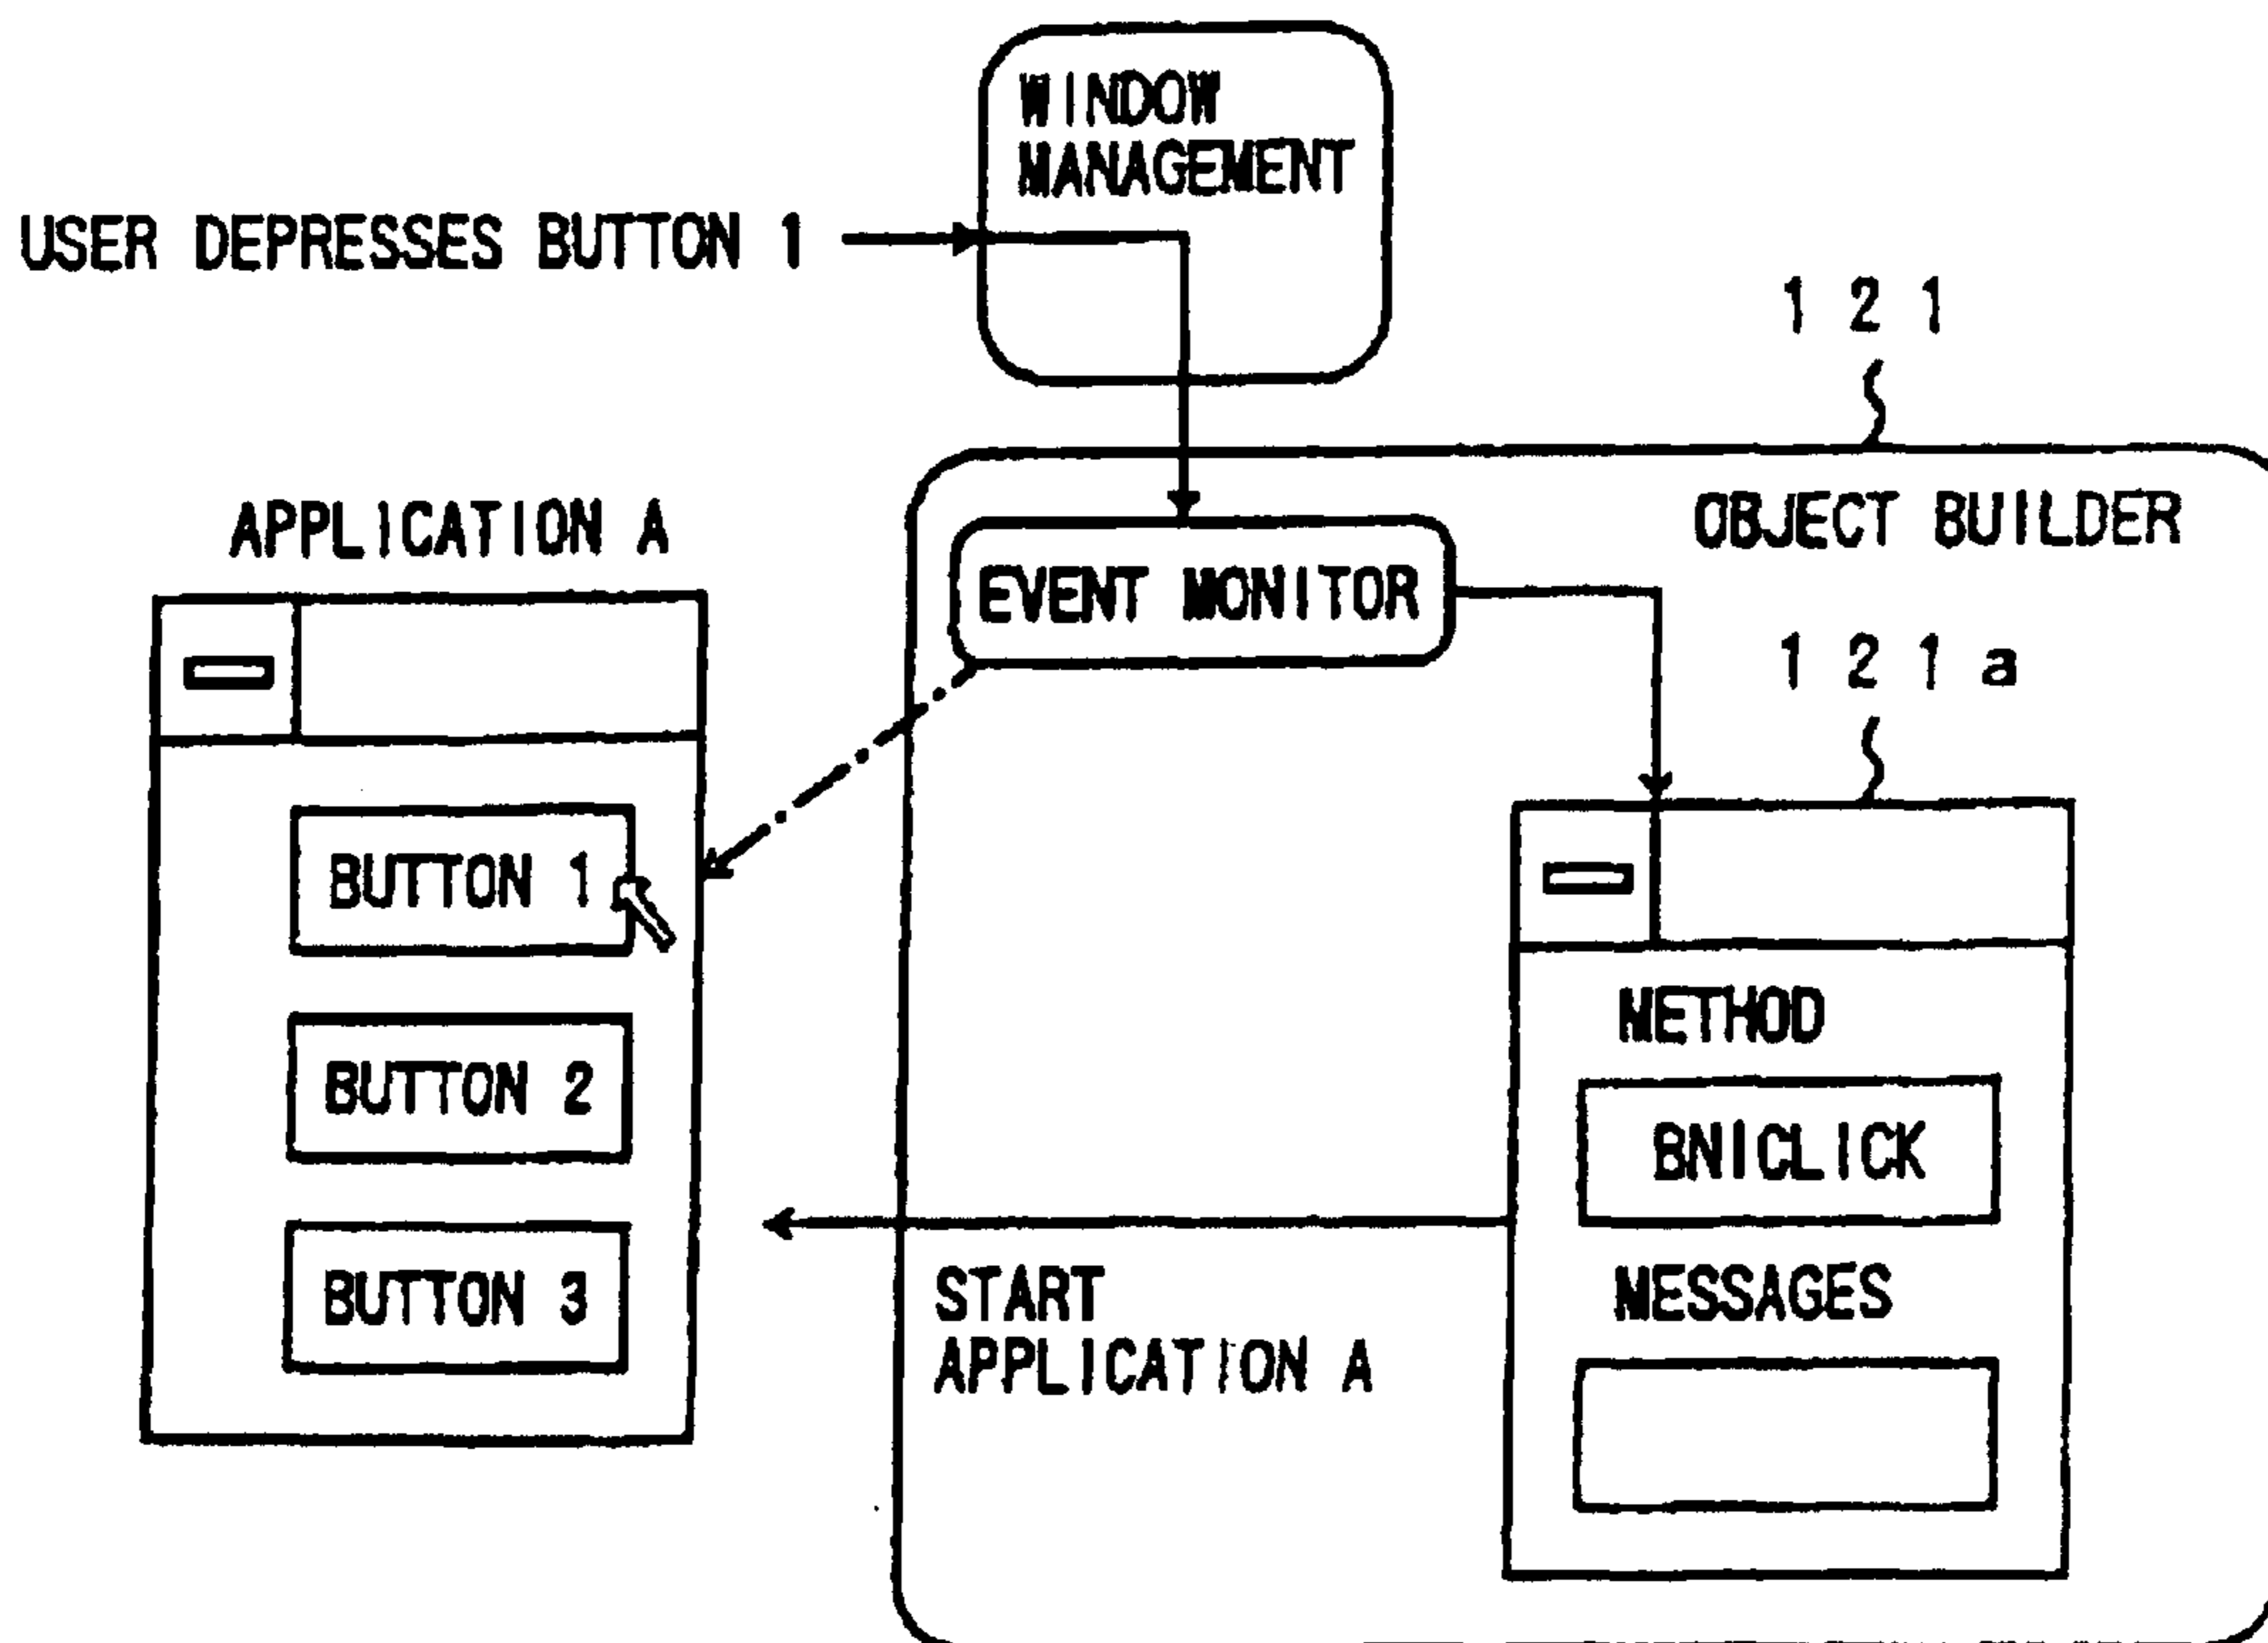 WINDOW
MANAGEMENT
USER DEPRESSES BUTTON 1
1 2 1
OBJECT BUILDER
APPLICATION A
EVENT MONITOR
1 2 1 a
BUTTON 1
METHOD
BUTTON 2
BNICLICK
BUTTON 3
START
APPLICATION A
MESSAGES